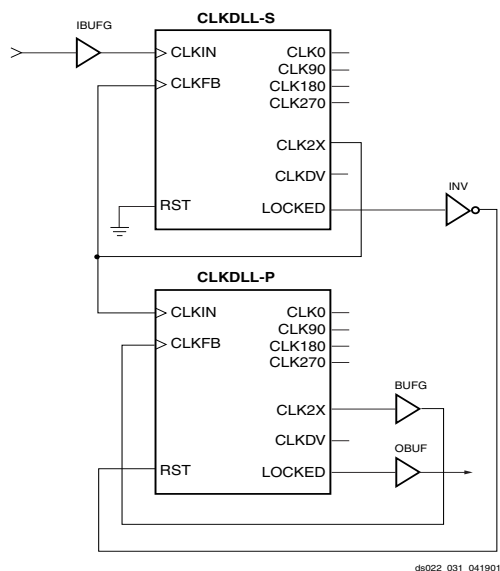 IBUFG
CLKDLL-S
CLKIN
CLKFB
RST
CLK0
CLK90
CLK180
CLK270
CLK2X
CLKDV
LOCKED
INV
CLKDLL-P
CLKIN
CLKFB
RST
CLK0
CLK90
CLK180
CLK270
CLK2X
CLKDV
LOCKED
BUFG
OBUF
ds022_031_041901